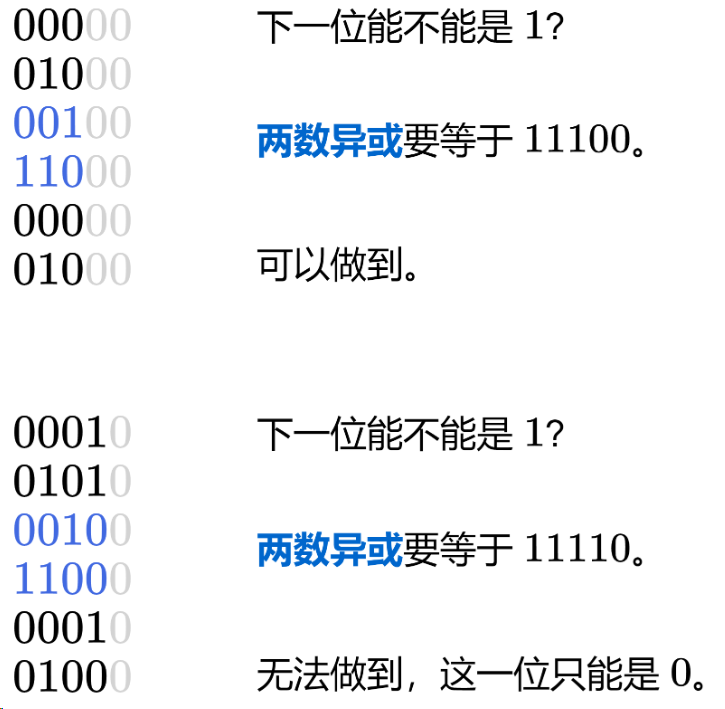 00000 下一位能不能是 1？
01000
00100 两数异或要等于 11100。
11000
00000
01000 可以做到。
00010 下一位能不能是 1？
01010
00100 两数异或要等于 11110。
11000
00010
01000 无法做到，这一位只能是 0。